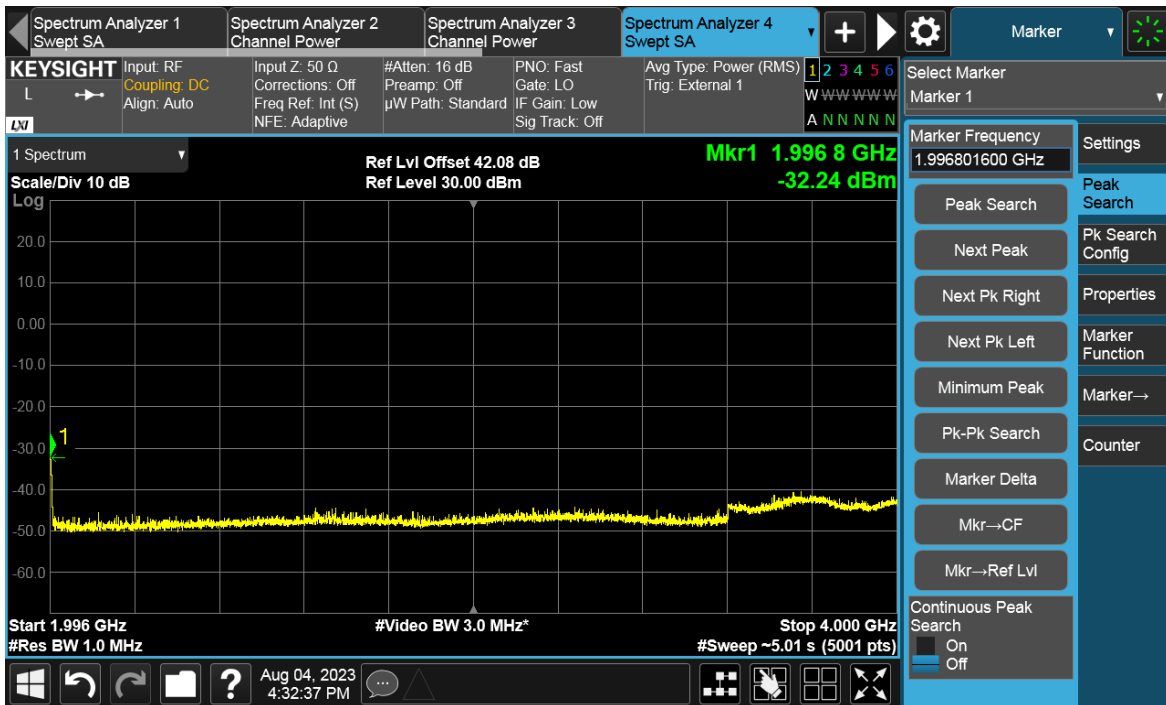 Spectrum Analyzer 1
Swept SA
Spectrum Analyzer 2
Channel Power
Spectrum Analyzer 3
Channel Power
Spectrum Analyzer 4
Swept SA
+
Marker
KEYSIGHT
L
LXI
Input: RF
Coupling: DC
Align: Auto
Input Z: 50 Ω
Corrections: Off
Freq Ref: Int (S)
NFE: Adaptive
#Atten: 16 dB
Preamp: Off
µW Path: Standard
PNO: Fast
Gate: LO
IF Gain: Low
Sig Track: Off
Avg Type: Power (RMS)
Trig: External 1
1 2 3 4 5 6
W W W W W W
A N N N N N
Select Marker
Marker 1
1 Spectrum
Scale/Div 10 dB
Log
Ref Lvl Offset 42.08 dB
Ref Level 30.00 dBm
Mkr1 1.996 8 GHz
-32.24 dBm
20.0
10.0
0.00
-10.0
-20.0
-30.0
-40.0
-50.0
-60.0
1
Start 1.996 GHz
#Res BW 1.0 MHz
#Video BW 3.0 MHz*
Stop 4.000 GHz
#Sweep ~5.01 s (5001 pts)
Marker Frequency
1.996801600 GHz
Peak Search
Next Peak
Next Pk Right
Next Pk Left
Minimum Peak
Pk-Pk Search
Marker Delta
Mkr→CF
Mkr→Ref Lvl
Continuous Peak
Search
On
Off
Settings
Peak
Search
Pk Search
Config
Properties
Marker
Function
Marker→
Counter
?
Aug 04, 2023
4:32:37 PM